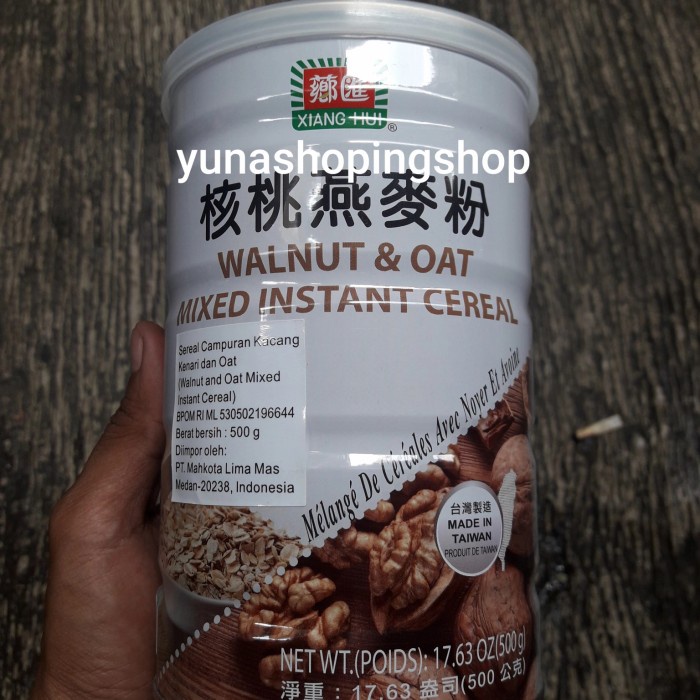 薌匯
XIANG HUI
®
yunashopingshop
核桃燕麥粉
WALNUT & OAT
MIXED INSTANT CEREAL
Sereal Campuran Kacang
Kenari dan Oat
(Walnut and Oat Mixed
Instant Cereal)
BPOM RI ML 530502196644
Berat bersih : 500 g
Diimpor oleh:
PT. Mahkota Lima Mas
Medan-20238, Indonesia
Mélangé De Céréales Avec Noyer Et Avoine
台灣製造
MADE IN
TAIWAN
PRODUIT DE TAIWAN
NET WT.(POIDS): 17.63 OZ(500g)
淨重 : 17.63 盎司(500 公克)